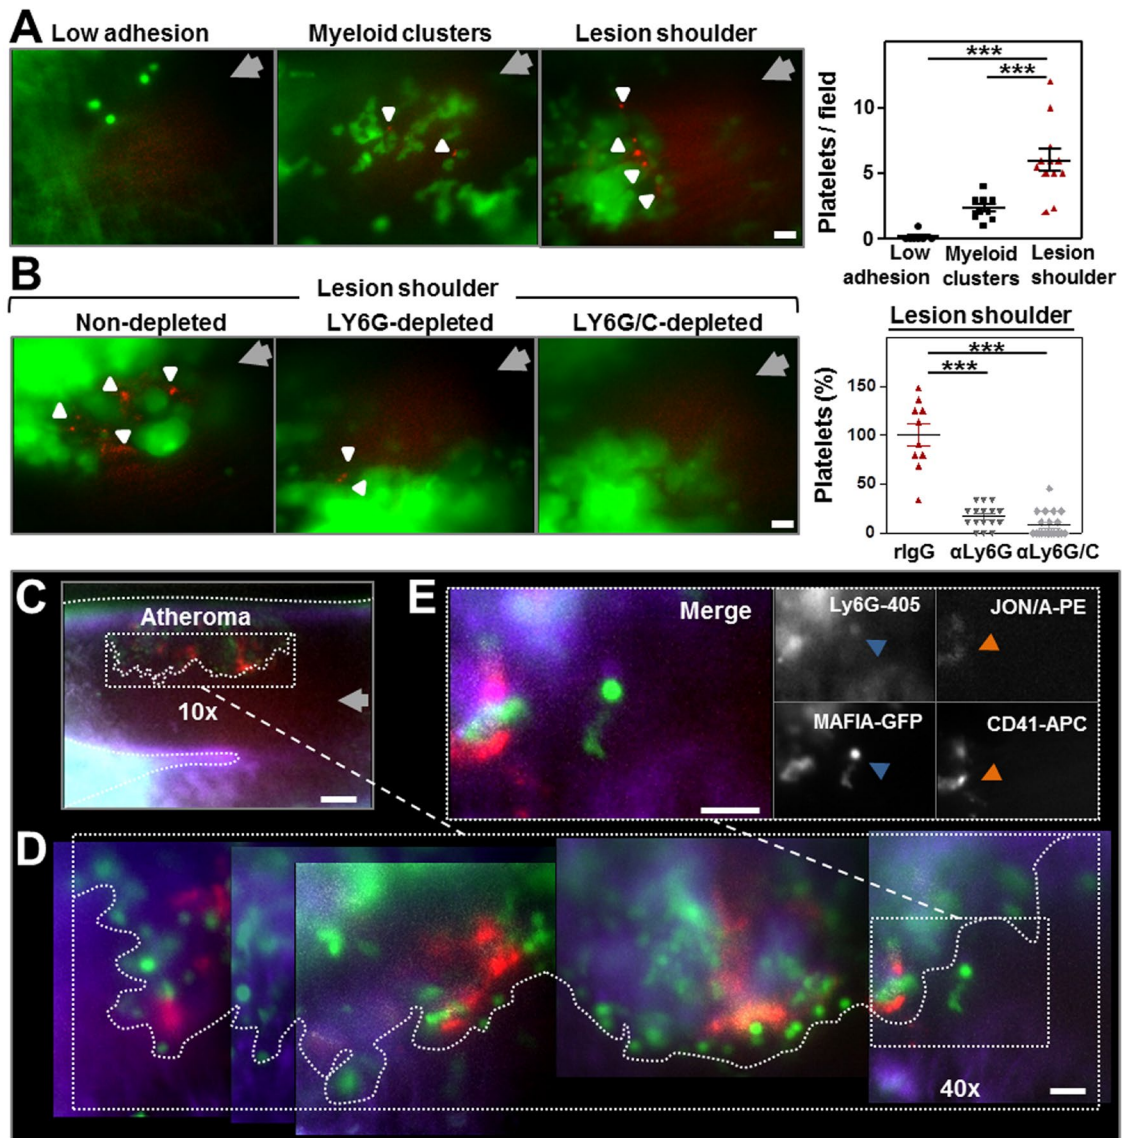 A
Low adhesion
Myeloid clusters
Lesion shoulder
***
***
Platelets / field
10
5
0
Low adhesion
Myeloid clusters
Lesion shoulder
B
Lesion shoulder
Non-depleted
LY6G-depleted
LY6G/C-depleted
Lesion shoulder
***
***
Platelets (%)
150
100
50
0
rIgG
αLy6G
αLy6G/C
C
Atheroma
10x
E
Merge
Ly6G-405
JON/A-PE
MAFIA-GFP
CD41-APC
D
40x